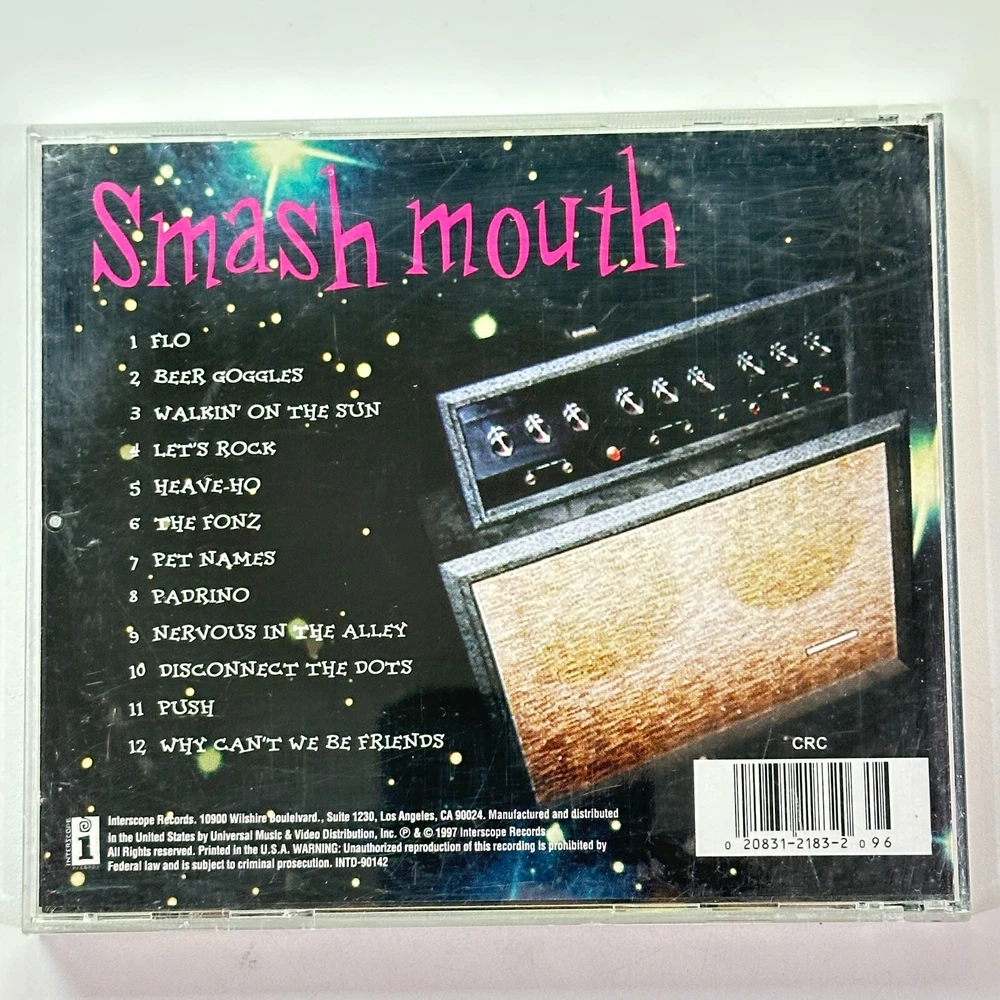 Smash mouth
1 FLO
2 BEER GOGGLES
3 WALKIN' ON THE SUN
4 LET'S ROCK
5 HEAVE-HO
6 THE FONZ
7 PET NAMES
8 PADRINO
9 NERVOUS IN THE ALLEY
10 DISCONNECT THE DOTS
11 PUSH
12 WHY CAN'T WE BE FRIENDS
CRC
0 20831-2183-2 0 9 6
INTERSCOPE
i
RECORDS
Interscope Records. 10900 Wilshire Boulelvard., Suite 1230, Los Angeles, CA 90024. Manufactured and distributed
in the United States by Universal Music & Video Distribution, Inc. ℗ & © 1997 Interscope Records
All Rights reserved. Printed in the U.S.A. WARNING: Unauthorized reproduction of this recording is prohibited by
Federal law and is subject to criminal prosecution. INTD-90142